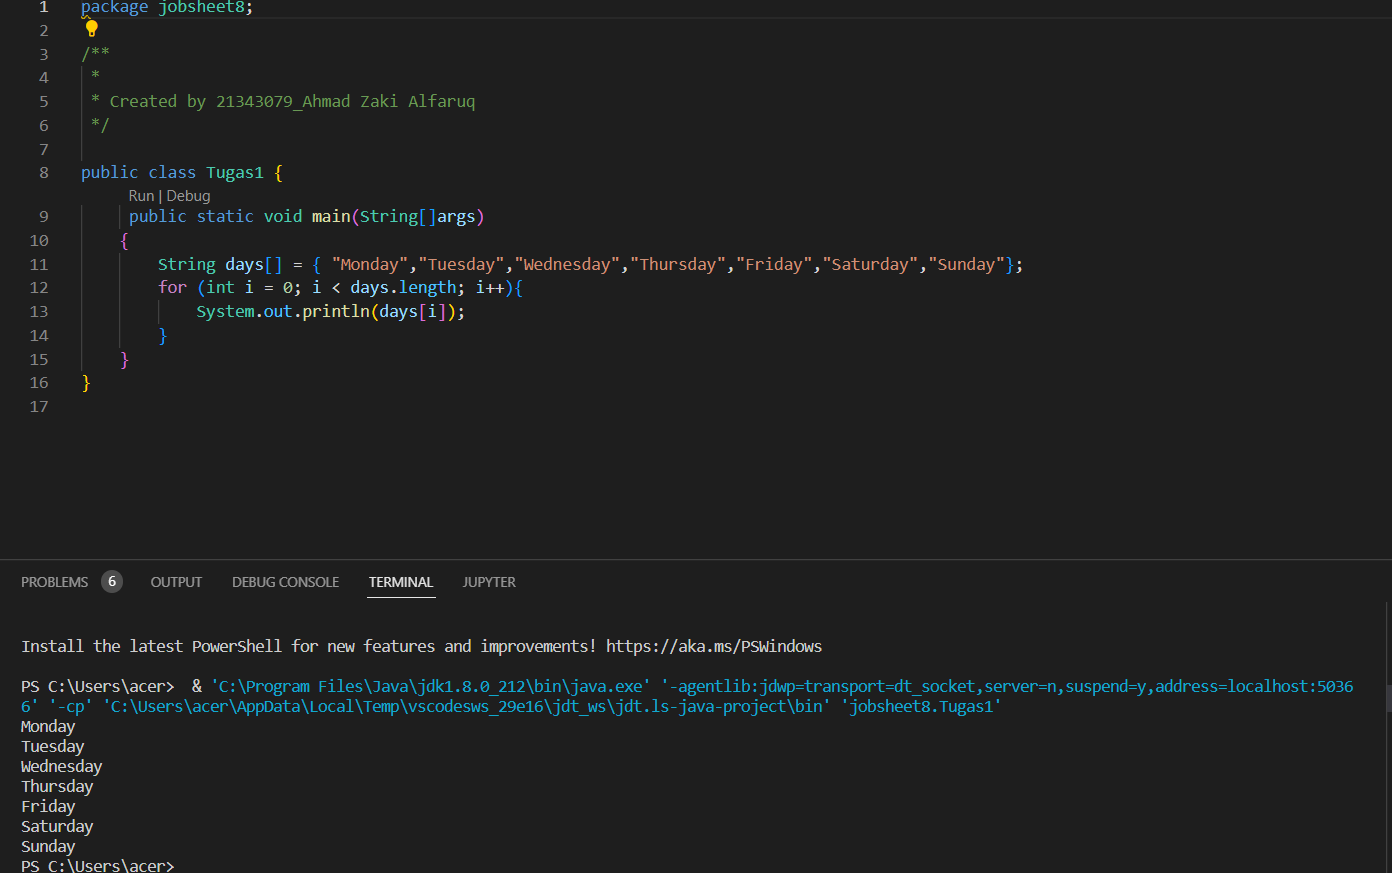 1 package jobsheet8;
2
3 /**
4 *
5 * Created by 21343079_Ahmad Zaki Alfaruq
6 */
7
8 public class Tugas1 {
Run | Debug
9 public static void main(String[]args)
10 {
11 String days[] = { "Monday","Tuesday","Wednesday","Thursday","Friday","Saturday","Sunday"};
12 for (int i = 0; i < days.length; i++){
13 System.out.println(days[i]);
14 }
15 }
16 }
17
PROBLEMS 6 OUTPUT DEBUG CONSOLE TERMINAL JUPYTER
Install the latest PowerShell for new features and improvements! https://aka.ms/PSWindows
PS C:\Users\acer>  & 'C:\Program Files\Java\jdk1.8.0_212\bin\java.exe' '-agentlib:jdwp=transport=dt_socket,server=n,suspend=y,address=localhost:5036
6' '-cp' 'C:\Users\acer\AppData\Local\Temp\vscodesws_29e16\jdt_ws\jdt.ls-java-project\bin' 'jobsheet8.Tugas1'
Monday
Tuesday
Wednesday
Thursday
Friday
Saturday
Sunday
PS C:\Users\acer>